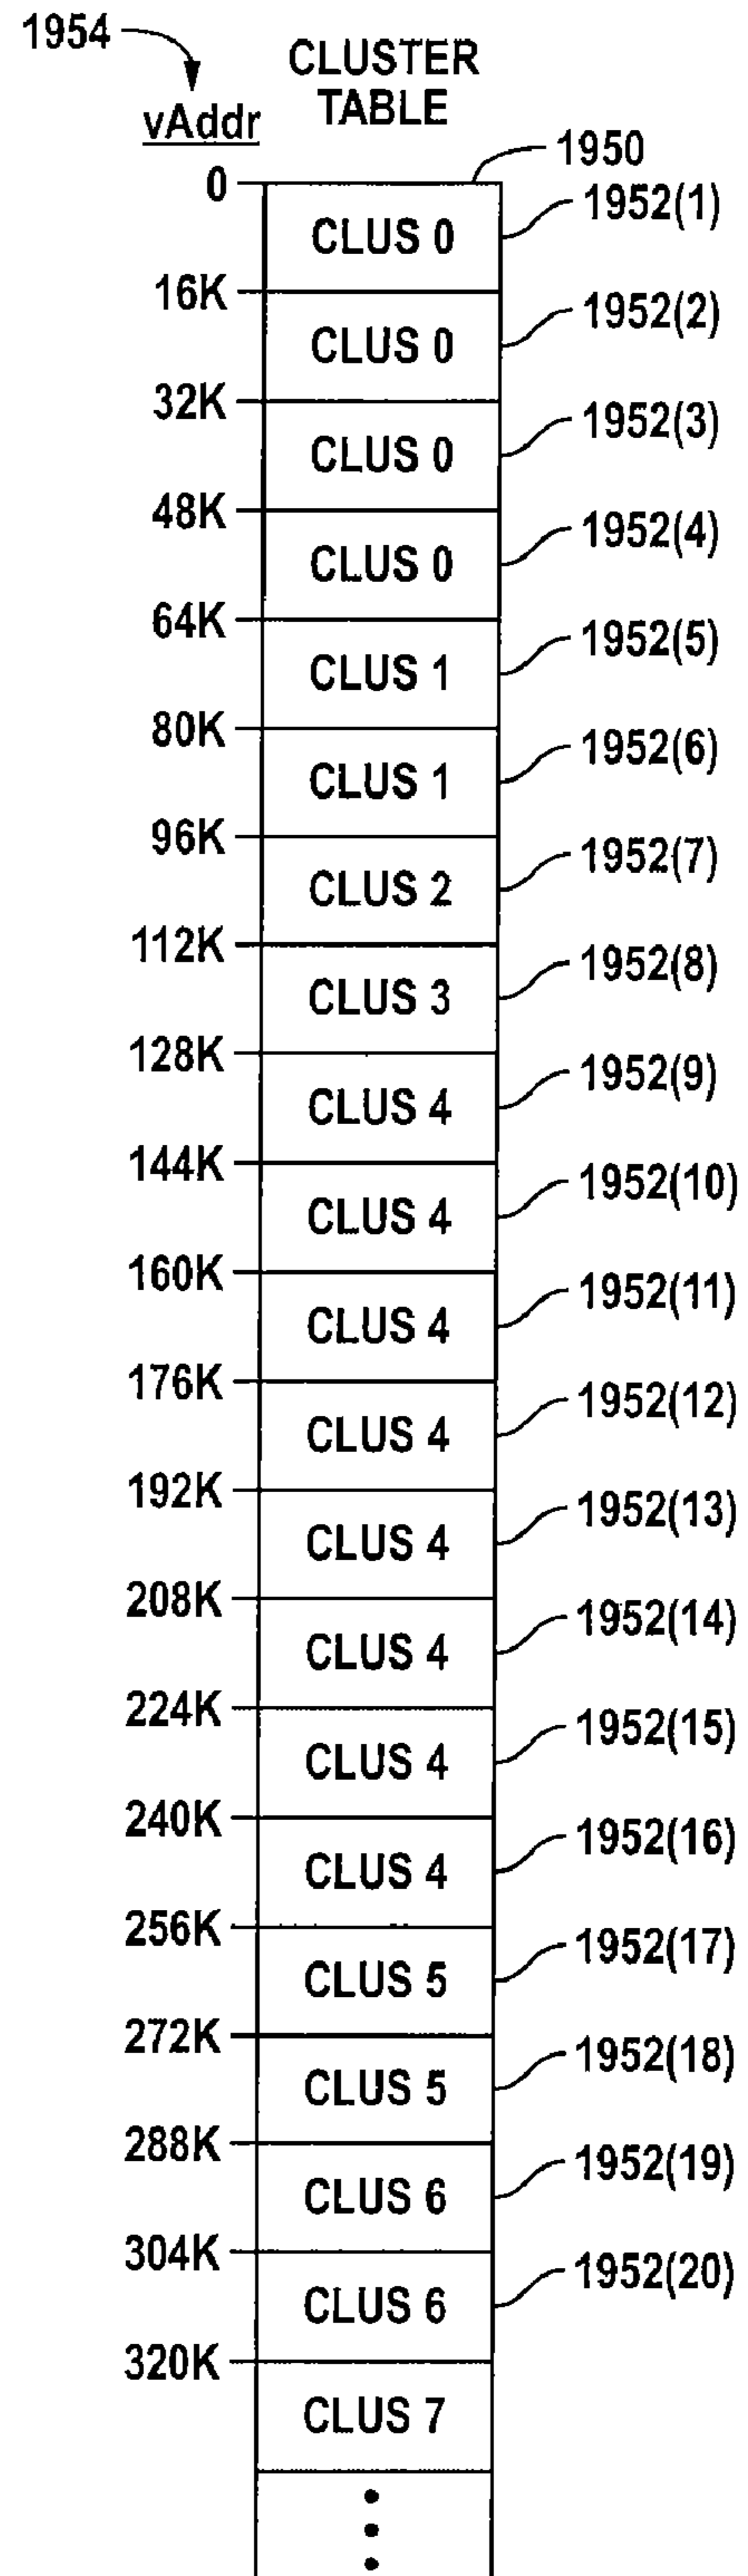 1954
CLUSTER
TABLE
vAddr
1950
0
1952(1)
CLUS 0
16K
1952(2)
CLUS 0
32K
1952(3)
CLUS 0
48K
1952(4)
CLUS 0
64K
1952(5)
CLUS 1
80K
1952(6)
CLUS 1
96K
1952(7)
CLUS 2
112K
1952(8)
CLUS 3
128K
1952(9)
CLUS 4
144K
1952(10)
CLUS 4
160K
1952(11)
CLUS 4
176K
1952(12)
CLUS 4
192K
1952(13)
CLUS 4
208K
1952(14)
CLUS 4
224K
1952(15)
CLUS 4
240K
1952(16)
CLUS 4
256K
1952(17)
CLUS 5
272K
1952(18)
CLUS 5
288K
1952(19)
CLUS 6
304K
1952(20)
CLUS 6
320K
CLUS 7